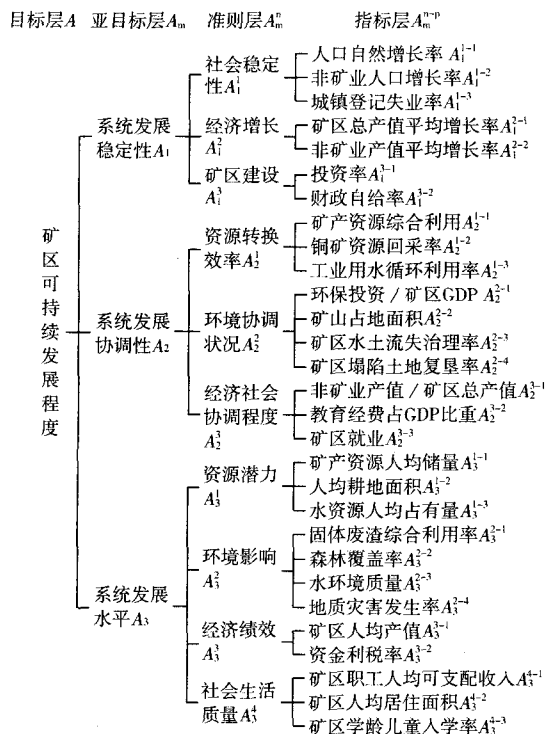 目标层A 亚目标层Aₘ 准则层Aₘⁿ 指标层Aₘⁿ⁻ᵖ
矿区可持续发展程度
系统发展
稳定性A₁
社会稳定
性A₁¹
人口自然增长率 A₁¹⁻¹
非矿业人口增长率A₁¹⁻²
城镇登记失业率A₁¹⁻³
经济增长
A₁²
矿区总产值平均增长率A₁²⁻¹
非矿业产值平均增长率A₁²⁻²
矿区建设
A₁³
投资率A₁³⁻¹
财政自给率A₁³⁻²
系统发展
协调性A₂
资源转换
效率A₂¹
矿产资源综合利用A₂¹⁻¹
铜矿资源回采率A₂¹⁻²
工业用水循环利用率A₂¹⁻³
环境协调
状况A₂²
环保投资/矿区GDP A₂²⁻¹
矿山占地面积A₂²⁻²
矿区水土流失治理率A₂²⁻³
矿区塌陷土地复垦率A₂²⁻⁴
经济社会
协调程度
A₂³
非矿业产值/矿区总产值A₂³⁻¹
教育经费占GDP比重A₂³⁻²
矿区就业A₂³⁻³
系统发展
水平A₃
资源潜力
A₃¹
矿产资源人均储量A₃¹⁻¹
人均耕地面积A₃¹⁻²
水资源人均占有量A₃¹⁻³
环境影响
A₃²
固体废渣综合利用率A₃²⁻¹
森林覆盖率A₃²⁻²
水环境质量A₃²⁻³
地质灾害发生率A₃²⁻⁴
经济绩效
A₃³
矿区人均产值A₃³⁻¹
资金利税率A₃³⁻²
社会生活
质量A₃⁴
矿区职工人均可支配收入A₃⁴⁻¹
矿区人均居住面积A₃⁴⁻²
矿区学龄儿童入学率A₃⁴⁻³